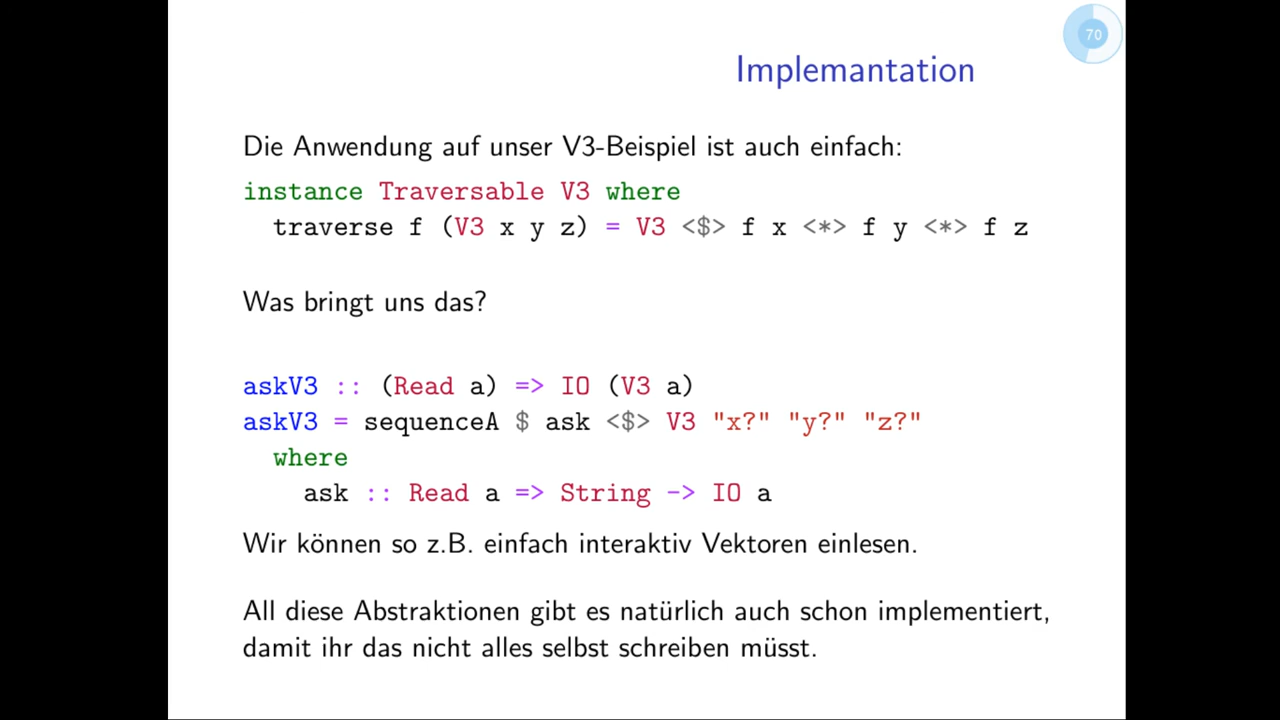 70
Implemantation
Die Anwendung auf unser V3-Beispiel ist auch einfach:
instance Traversable V3 where
  traverse f (V3 x y z) = V3 <$> f x <*> f y <*> f z
Was bringt uns das?
askV3 :: (Read a) => IO (V3 a)
askV3 = sequenceA $ ask <$> V3 "x?" "y?" "z?"
  where
    ask :: Read a => String -> IO a
Wir können so z.B. einfach interaktiv Vektoren einlesen.
All diese Abstraktionen gibt es natürlich auch schon implementiert,
damit ihr das nicht alles selbst schreiben müsst.